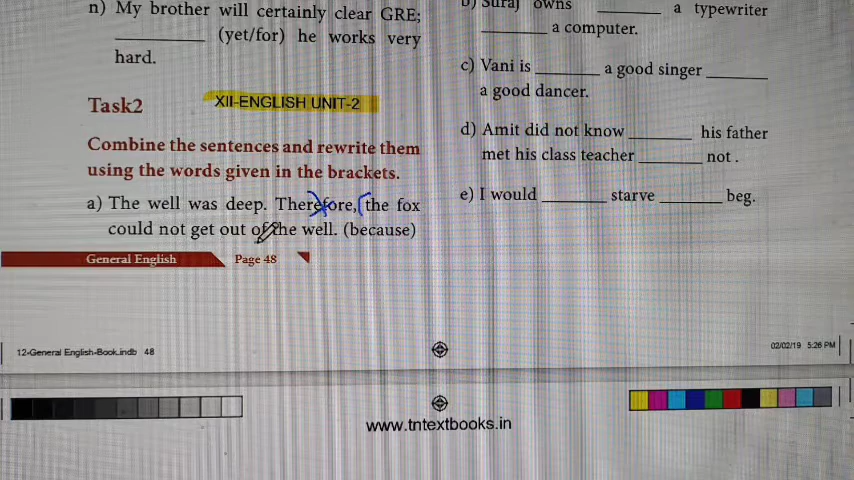 n) My brother will certainly clear GRE;
__________ (yet/for) he works very
hard.
Task2
XII-ENGLISH UNIT-2
Combine the sentences and rewrite them
using the words given in the brackets.
a) The well was deep. Therefore, the fox
could not get out of the well. (because)
General English
Page 48
b) Suraj owns _______ a typewriter
_______ a computer.
c) Vani is _______ a good singer _______
a good dancer.
d) Amit did not know _______ his father
met his class teacher _______ not .
e) I would _______ starve _______ beg.
12-General English-Book.indb 48
02/02/19 5:26 PM
www.tntextbooks.in